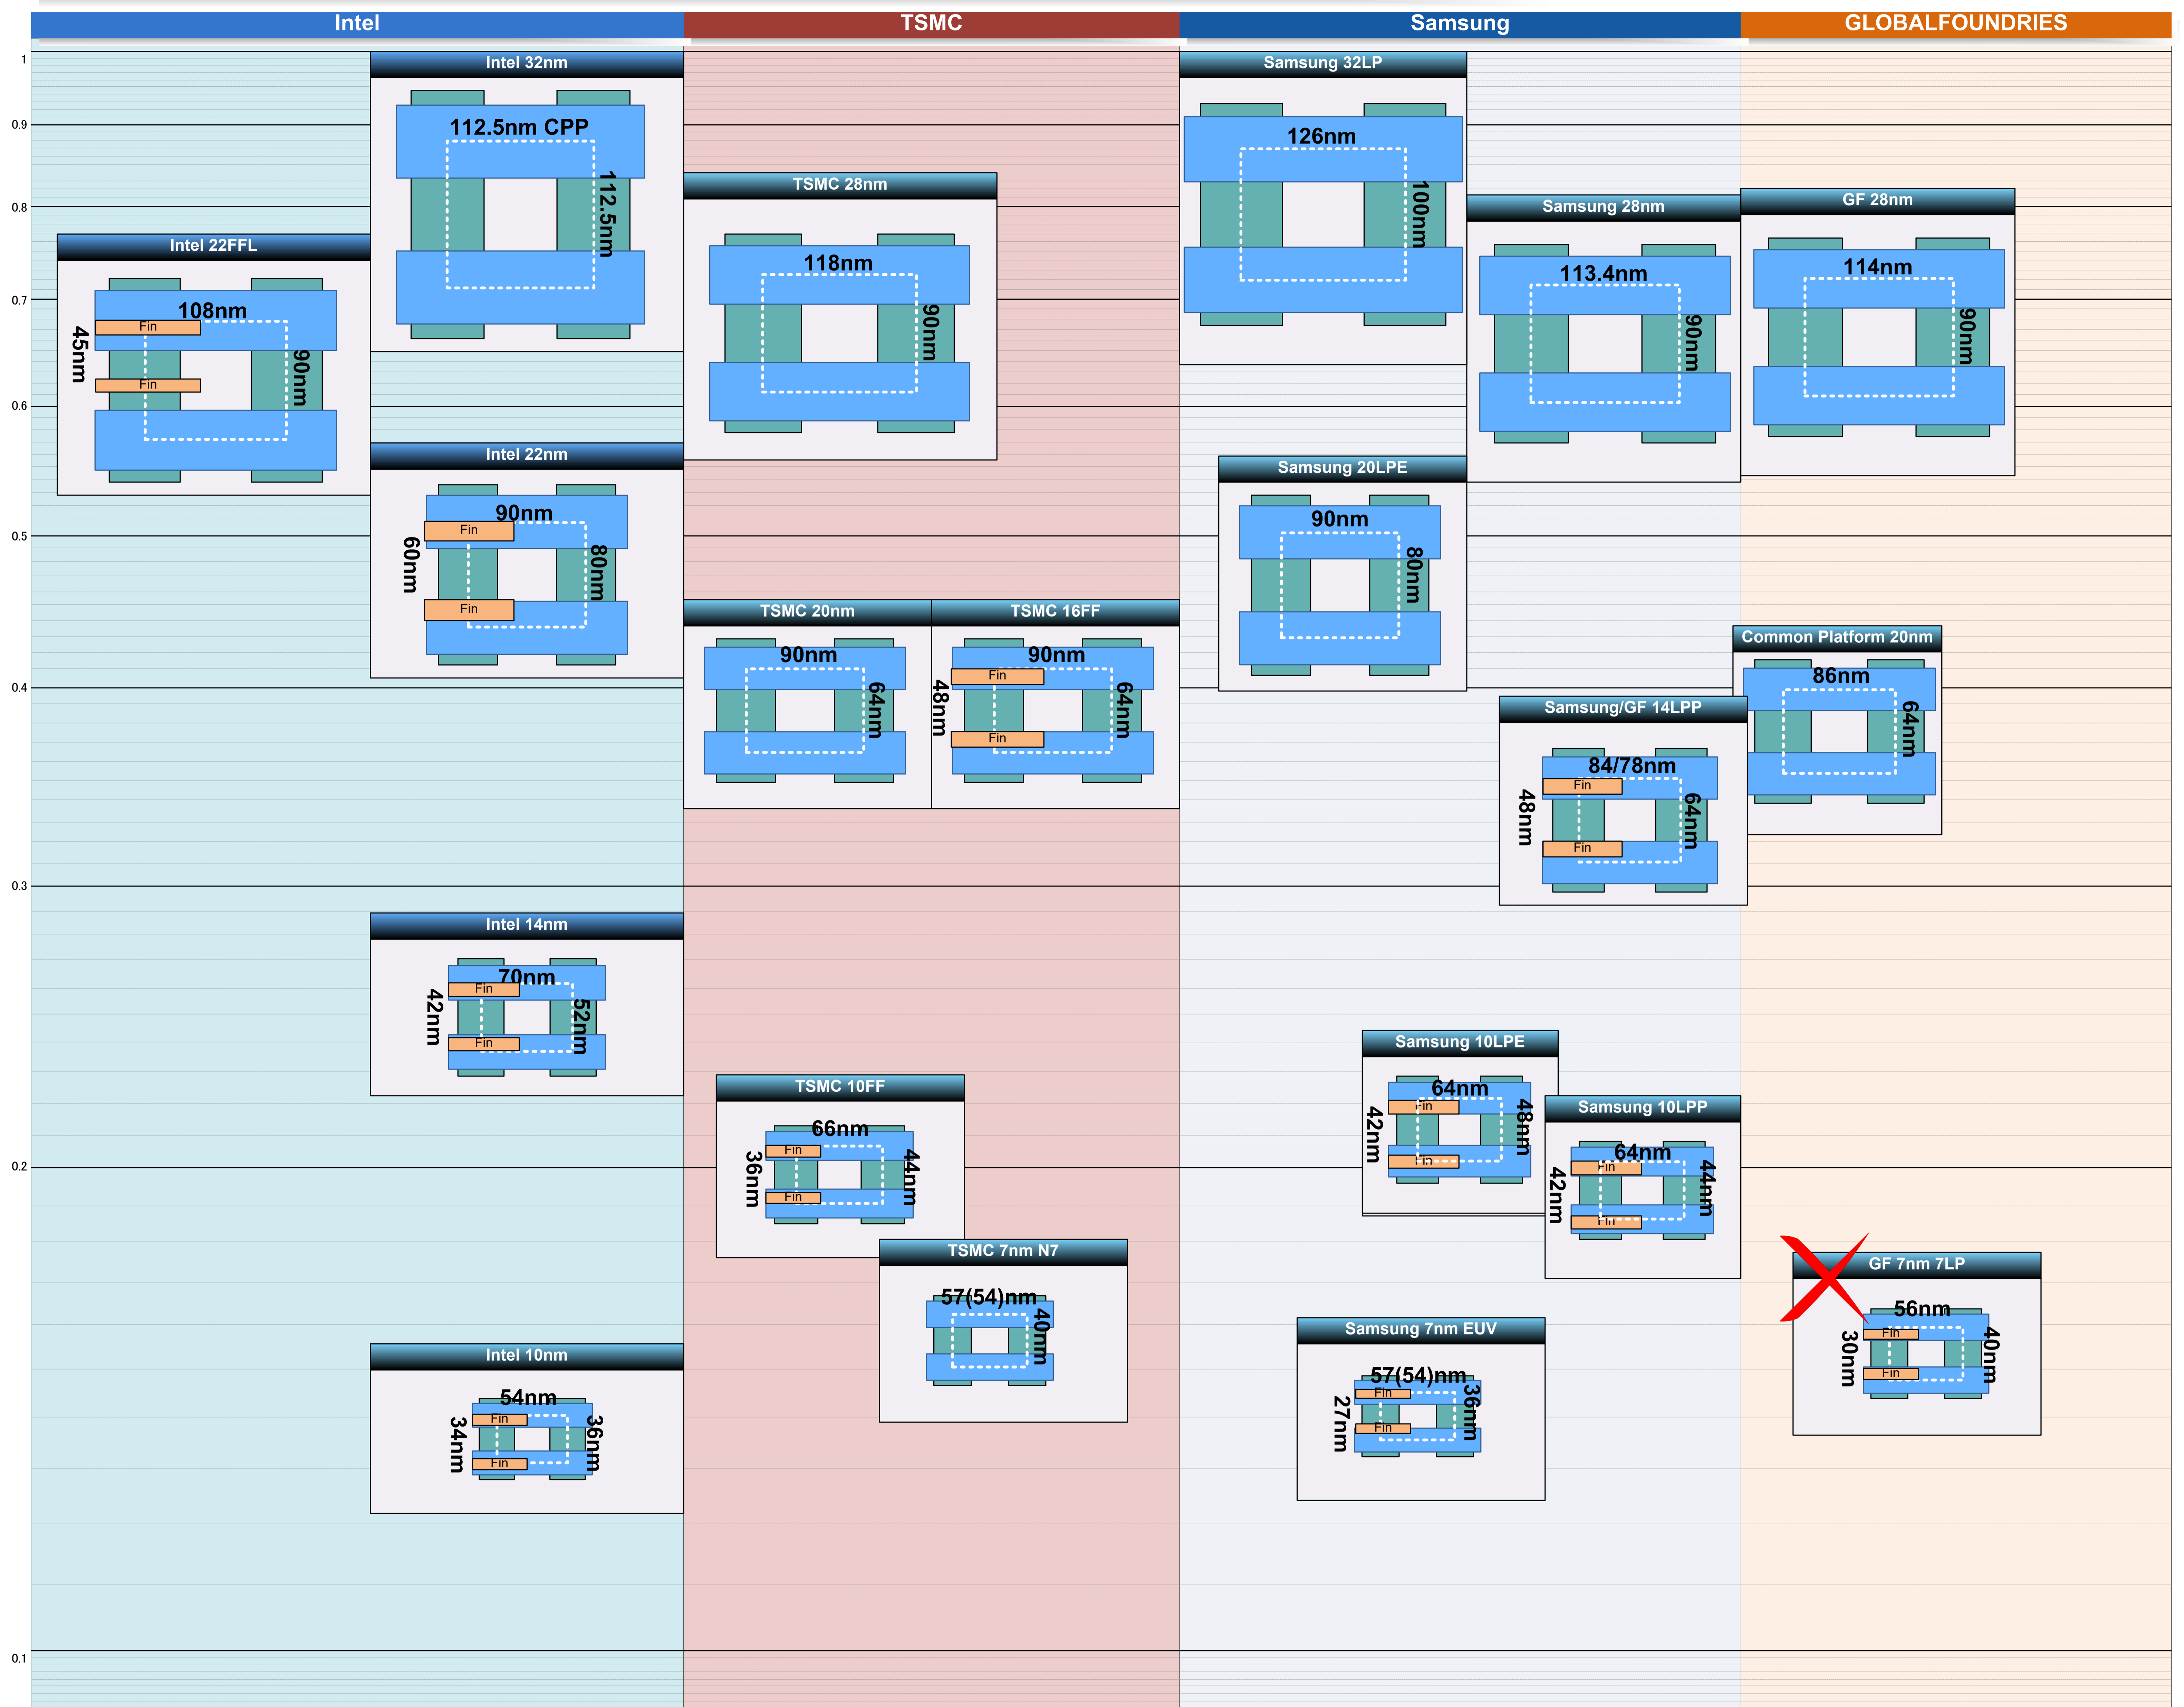 Intel
TSMC
Samsung
GLOBALFOUNDRIES
1
0.9
0.8
0.7
0.6
0.5
0.4
0.3
0.2
0.1
Intel 32nm
112.5nm CPP
112.5nm
Intel 22FFL
108nm
Fin
Fin
45nm
90nm
Intel 22nm
90nm
Fin
Fin
60nm
80nm
Intel 14nm
70nm
Fin
Fin
42nm
52nm
Intel 10nm
54nm
Fin
Fin
34nm
36nm
TSMC 28nm
118nm
90nm
TSMC 20nm
90nm
64nm
TSMC 16FF
90nm
Fin
Fin
48nm
64nm
TSMC 10FF
66nm
Fin
Fin
36nm
44nm
TSMC 7nm N7
57(54)nm
40nm
Samsung 32LP
126nm
100nm
Samsung 28nm
113.4nm
90nm
Samsung 20LPE
90nm
80nm
Samsung/GF 14LPP
84/78nm
Fin
Fin
48nm
64nm
Samsung 10LPE
64nm
Fin
Fin
42nm
48nm
Samsung 10LPP
64nm
Fin
Fin
42nm
44nm
Samsung 7nm EUV
57(54)nm
Fin
Fin
27nm
36nm
GF 28nm
114nm
90nm
Common Platform 20nm
86nm
64nm
GF 7nm 7LP
56nm
Fin
Fin
30nm
40nm